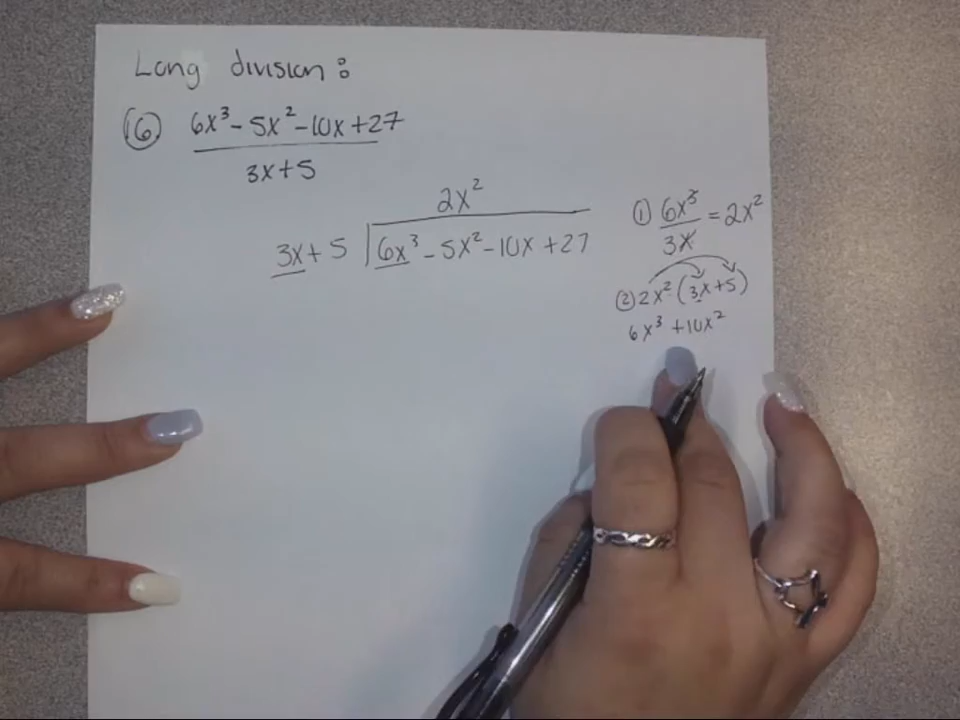 Long division:
(6) 6x³ - 5x² - 10x + 27
3x + 5
2x²
3x + 5 | 6x³ - 5x² - 10x + 27
① 6x³ = 2x²
3x
② 2x² (3x + 5)
6x³ + 10x²